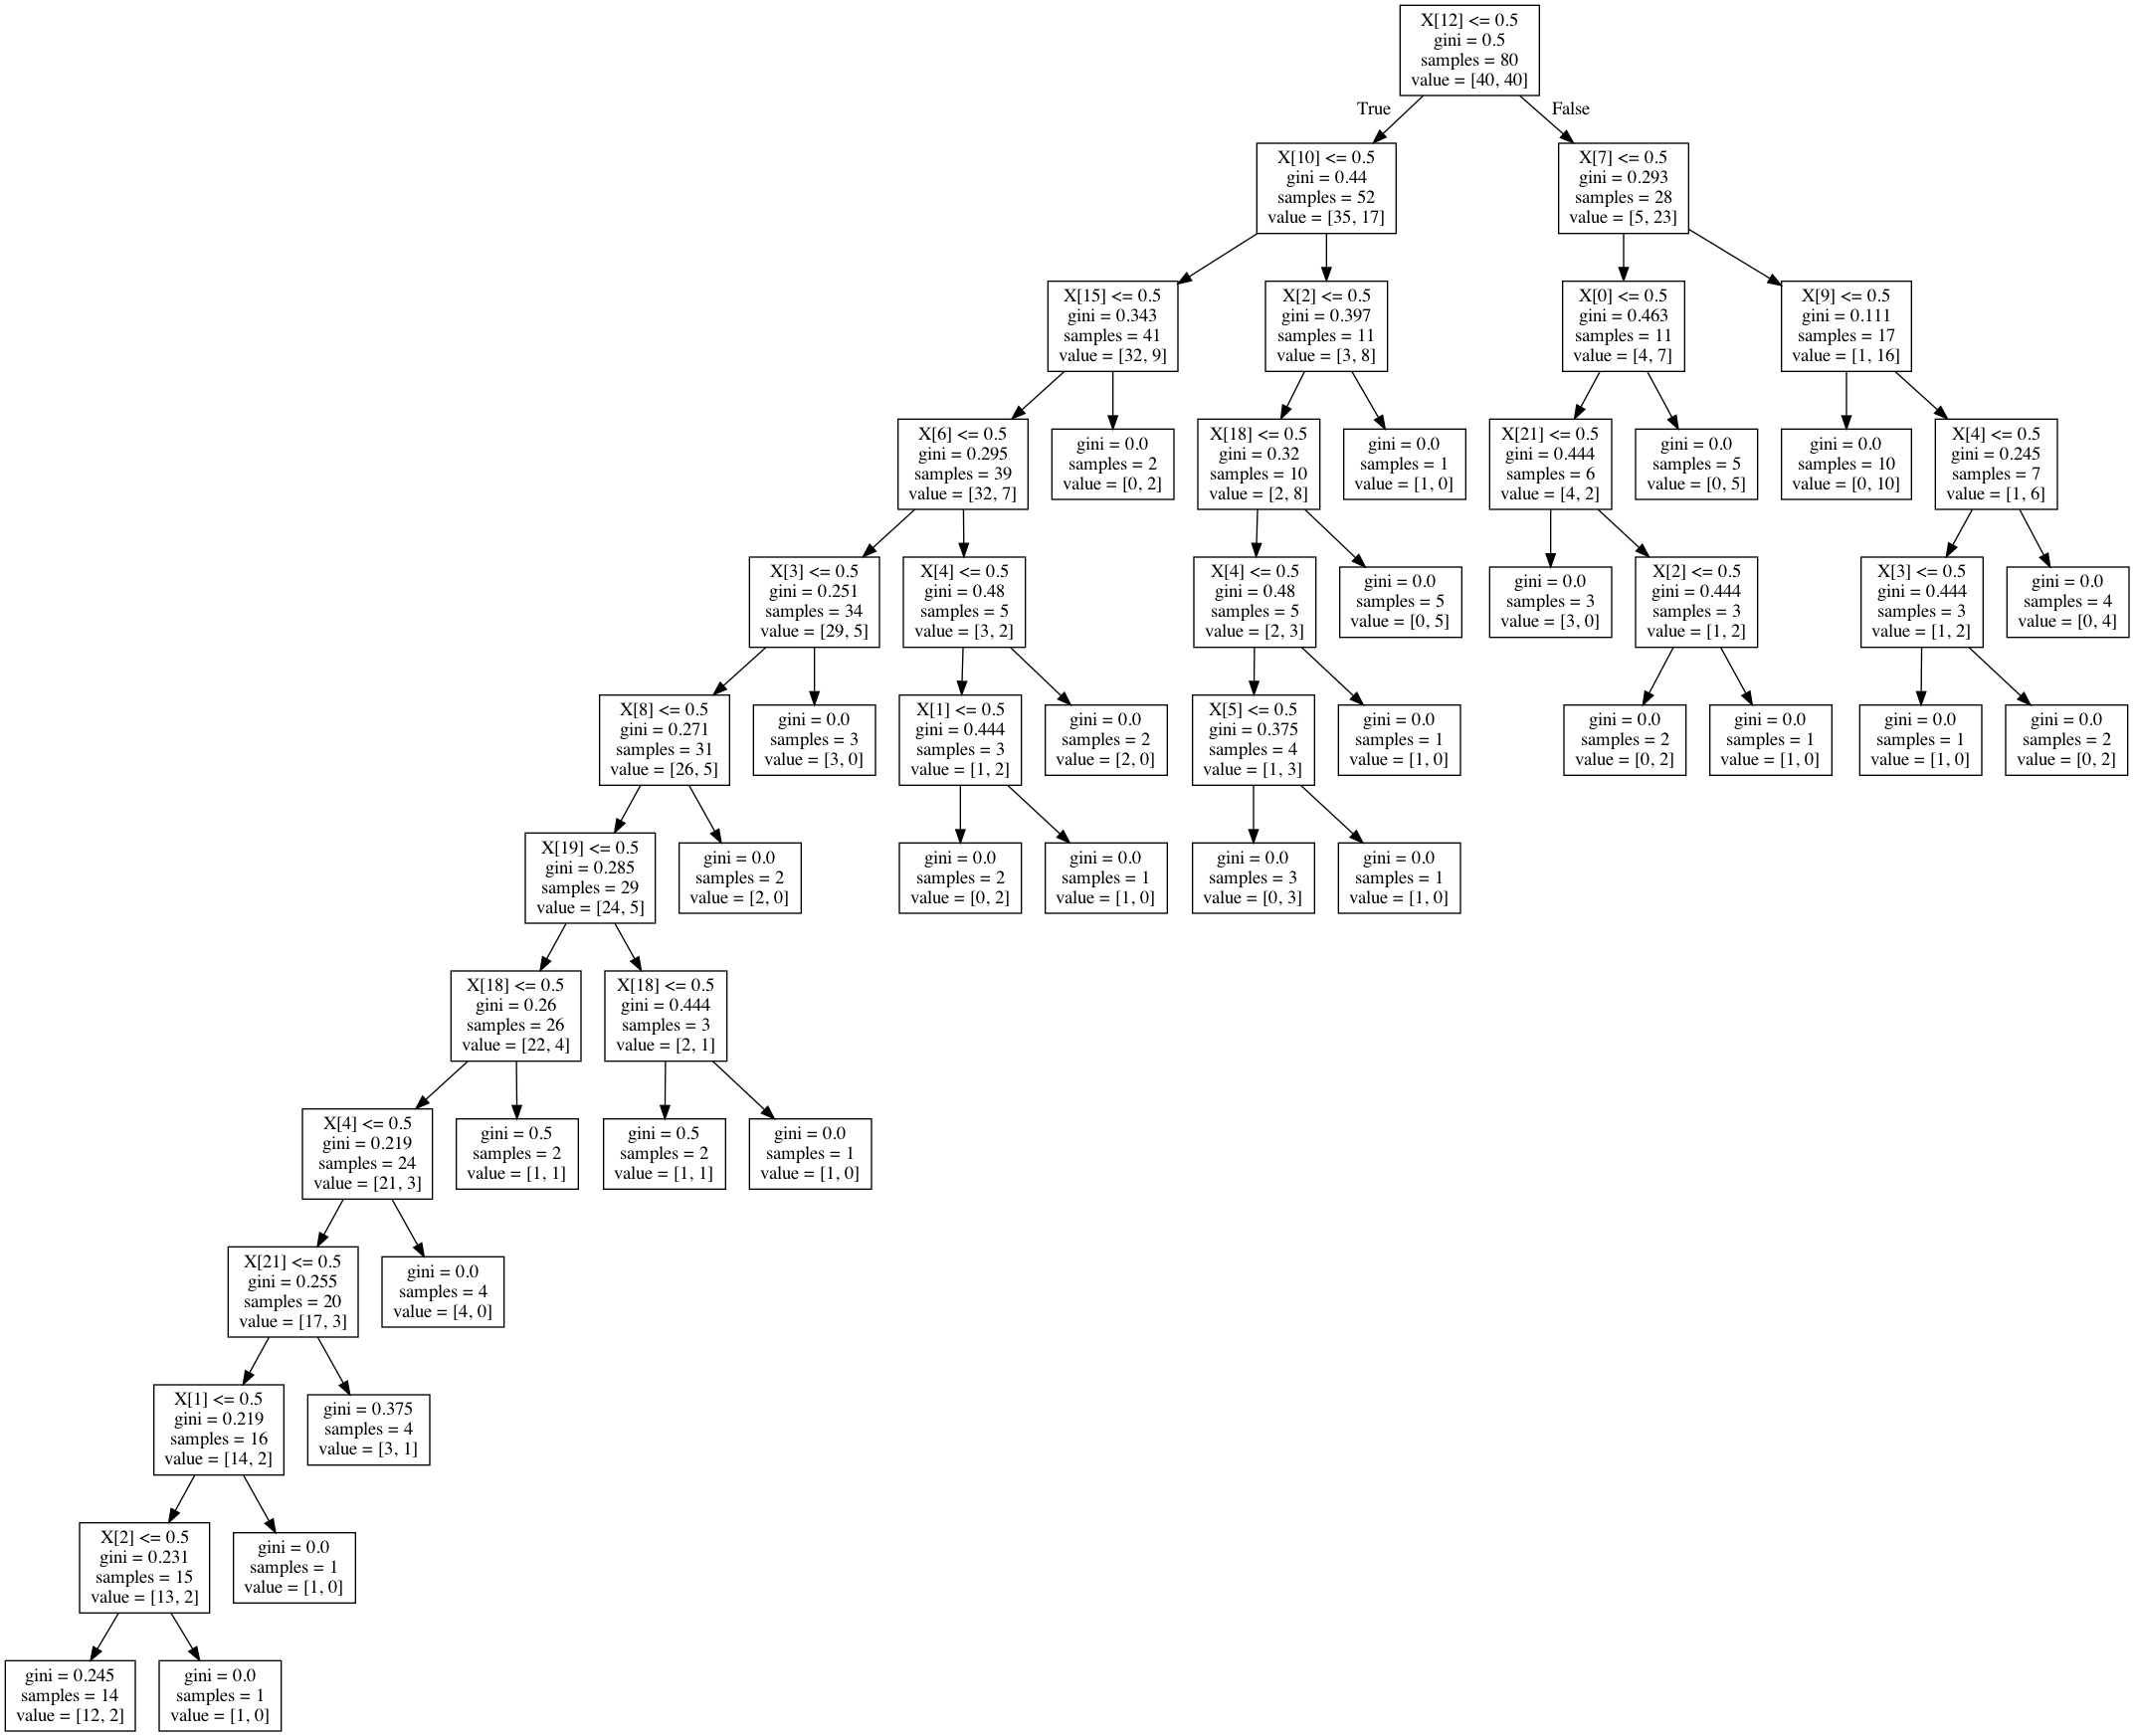 X[12] <= 0.5
gini = 0.5
samples = 80
value = [40, 40]
True
False
X[10] <= 0.5
gini = 0.44
samples = 52
value = [35, 17]
X[7] <= 0.5
gini = 0.293
samples = 28
value = [5, 23]
X[15] <= 0.5
gini = 0.343
samples = 41
value = [32, 9]
X[2] <= 0.5
gini = 0.397
samples = 11
value = [3, 8]
X[0] <= 0.5
gini = 0.463
samples = 11
value = [4, 7]
X[9] <= 0.5
gini = 0.111
samples = 17
value = [1, 16]
X[6] <= 0.5
gini = 0.295
samples = 39
value = [32, 7]
gini = 0.0
samples = 2
value = [0, 2]
X[18] <= 0.5
gini = 0.32
samples = 10
value = [2, 8]
gini = 0.0
samples = 1
value = [1, 0]
X[21] <= 0.5
gini = 0.444
samples = 6
value = [4, 2]
gini = 0.0
samples = 5
value = [0, 5]
gini = 0.0
samples = 10
value = [0, 10]
X[4] <= 0.5
gini = 0.245
samples = 7
value = [1, 6]
X[3] <= 0.5
gini = 0.251
samples = 34
value = [29, 5]
X[4] <= 0.5
gini = 0.48
samples = 5
value = [3, 2]
X[4] <= 0.5
gini = 0.48
samples = 5
value = [2, 3]
gini = 0.0
samples = 5
value = [0, 5]
gini = 0.0
samples = 3
value = [3, 0]
X[2] <= 0.5
gini = 0.444
samples = 3
value = [1, 2]
X[3] <= 0.5
gini = 0.444
samples = 3
value = [1, 2]
gini = 0.0
samples = 4
value = [0, 4]
X[8] <= 0.5
gini = 0.271
samples = 31
value = [26, 5]
gini = 0.0
samples = 3
value = [3, 0]
X[1] <= 0.5
gini = 0.444
samples = 3
value = [1, 2]
gini = 0.0
samples = 2
value = [2, 0]
X[5] <= 0.5
gini = 0.375
samples = 4
value = [1, 3]
gini = 0.0
samples = 1
value = [1, 0]
gini = 0.0
samples = 2
value = [0, 2]
gini = 0.0
samples = 1
value = [1, 0]
gini = 0.0
samples = 1
value = [1, 0]
gini = 0.0
samples = 2
value = [0, 2]
X[19] <= 0.5
gini = 0.285
samples = 29
value = [24, 5]
gini = 0.0
samples = 2
value = [2, 0]
gini = 0.0
samples = 2
value = [0, 2]
gini = 0.0
samples = 1
value = [1, 0]
gini = 0.0
samples = 3
value = [0, 3]
gini = 0.0
samples = 1
value = [1, 0]
X[18] <= 0.5
gini = 0.26
samples = 26
value = [22, 4]
X[18] <= 0.5
gini = 0.444
samples = 3
value = [2, 1]
X[4] <= 0.5
gini = 0.219
samples = 24
value = [21, 3]
gini = 0.5
samples = 2
value = [1, 1]
gini = 0.5
samples = 2
value = [1, 1]
gini = 0.0
samples = 1
value = [1, 0]
X[21] <= 0.5
gini = 0.255
samples = 20
value = [17, 3]
gini = 0.0
samples = 4
value = [4, 0]
X[1] <= 0.5
gini = 0.219
samples = 16
value = [14, 2]
gini = 0.375
samples = 4
value = [3, 1]
X[2] <= 0.5
gini = 0.231
samples = 15
value = [13, 2]
gini = 0.0
samples = 1
value = [1, 0]
gini = 0.245
samples = 14
value = [12, 2]
gini = 0.0
samples = 1
value = [1, 0]